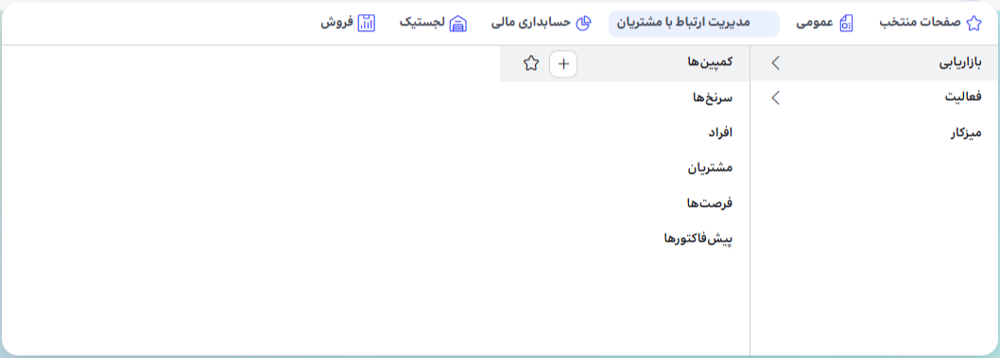 صفحات منتخب
عمومی
مدیریت ارتباط با مشتریان
حسابداری مالی
لجستیک
فروش
بازاریابی
فعالیت
میزکار
کمپین‌ها
سرنخ‌ها
افراد
مشتریان
فرصت‌ها
پیش‌فاکتورها